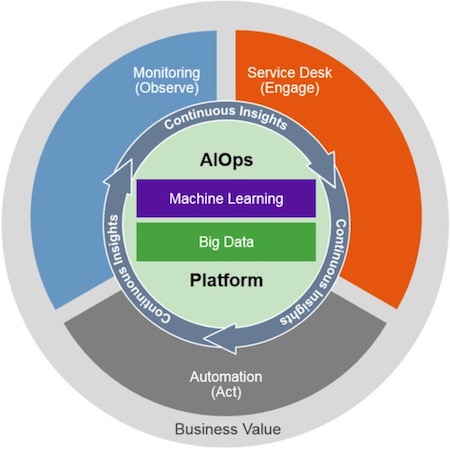 Monitoring
(Observe)
Service Desk
(Engage)
Continuous Insights
AIOps
Machine Learning
Big Data
Platform
Continuous Insights
Continuous Insights
Automation
(Act)
Business Value